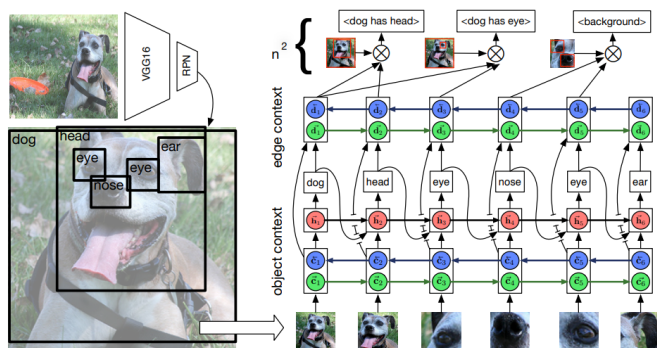 VGG16
RPN
dog
head
eye
ear
eye
nose
n²
<dog has head>
<dog has eye>
<background>
edge context
d₁ d₂ d₃ d₄ d₅ d₆
d₁ d₂ d₃ d₄ d₅ d₆
dog head eye nose eye ear
object context
h₁ h₂ h₃ h₄ h₅ h₆
c₁ c₂ c₃ c₄ c₅ c₆
c₁ c₂ c₃ c₄ c₅ c₆